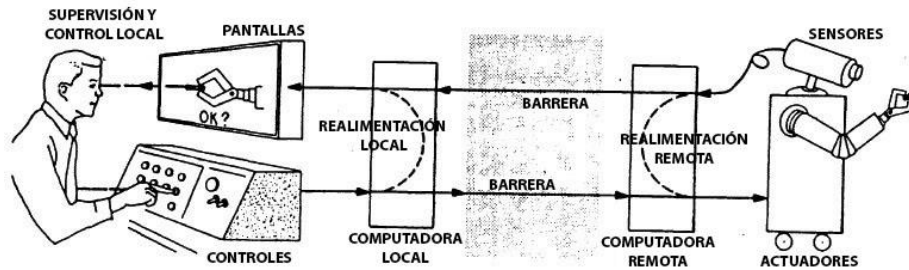 SUPERVISIÓN Y
CONTROL LOCAL
PANTALLAS
OK?
CONTROLES
REALIMENTACIÓN
LOCAL
COMPUTADORA
LOCAL
BARRERA
BARRERA
REALIMENTACIÓN
REMOTA
COMPUTADORA
REMOTA
SENSORES
ACTUADORES